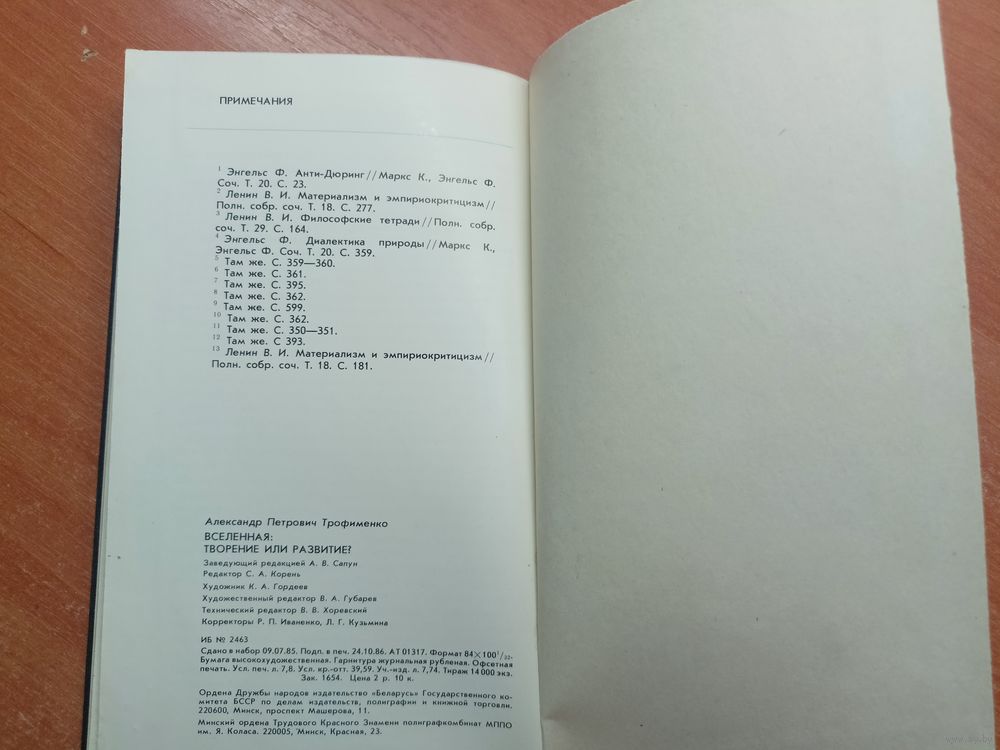 ПРИМЕЧАНИЯ
1 Энгельс Ф. Анти-Дюринг//Маркс К., Энгельс Ф.
Соч. Т. 20. С. 23.
2 Ленин В. И. Материализм и эмпириокритицизм//
Полн. собр. соч. Т. 18. С. 277.
3 Ленин В. И. Философские тетради//Полн. собр.
соч. Т. 29. С. 164.
4 Энгельс Ф. Диалектика природы//Маркс К.,
Энгельс Ф. Соч. Т. 20. С. 359.
5 Там же. С. 359—360.
6 Там же. С. 361.
7 Там же. С. 395.
8 Там же. С. 362.
9 Там же. С. 599.
10 Там же. С. 362.
11 Там же. С. 350—351.
12 Там же. С 393.
13 Ленин В. И. Материализм и эмпириокритицизм//
Полн. собр. соч. Т. 18. С. 181.
Александр Петрович Трофименко
ВСЕЛЕННАЯ:
ТВОРЕНИЕ ИЛИ РАЗВИТИЕ?
Заведующий редакцией А. В. Сапун
Редактор С. А. Корень
Художник К. А. Гордеев
Художественный редактор В. А. Губарев
Технический редактор В. В. Хоревский
Корректоры Р. П. Иваненко, Л. Г. Кузьмина
ИБ № 2463
Сдано в набор 09.07.85. Подп. в печ. 24.10.86. АТ 01317. Формат 84×100 1/32.
Бумага высокохудожественная. Гарнитура журнальная рубленая. Офсетная
печать. Усл. печ. л. 7,8. Усл. кр.-отт. 39,59. Уч.-изд. л. 7,74. Тираж 14 000 экз.
Зак. 1654. Цена 2 р. 10 к.
Ордена Дружбы народов издательство «Беларусь» Государственного ко-
митета БССР по делам издательств, полиграфии и книжной торговли.
220600, Минск, проспект Машерова, 11.
Минский ордена Трудового Красного Знамени полиграфкомбинат МППО
им. Я. Коласа. 220005, Минск, Красная, 23.